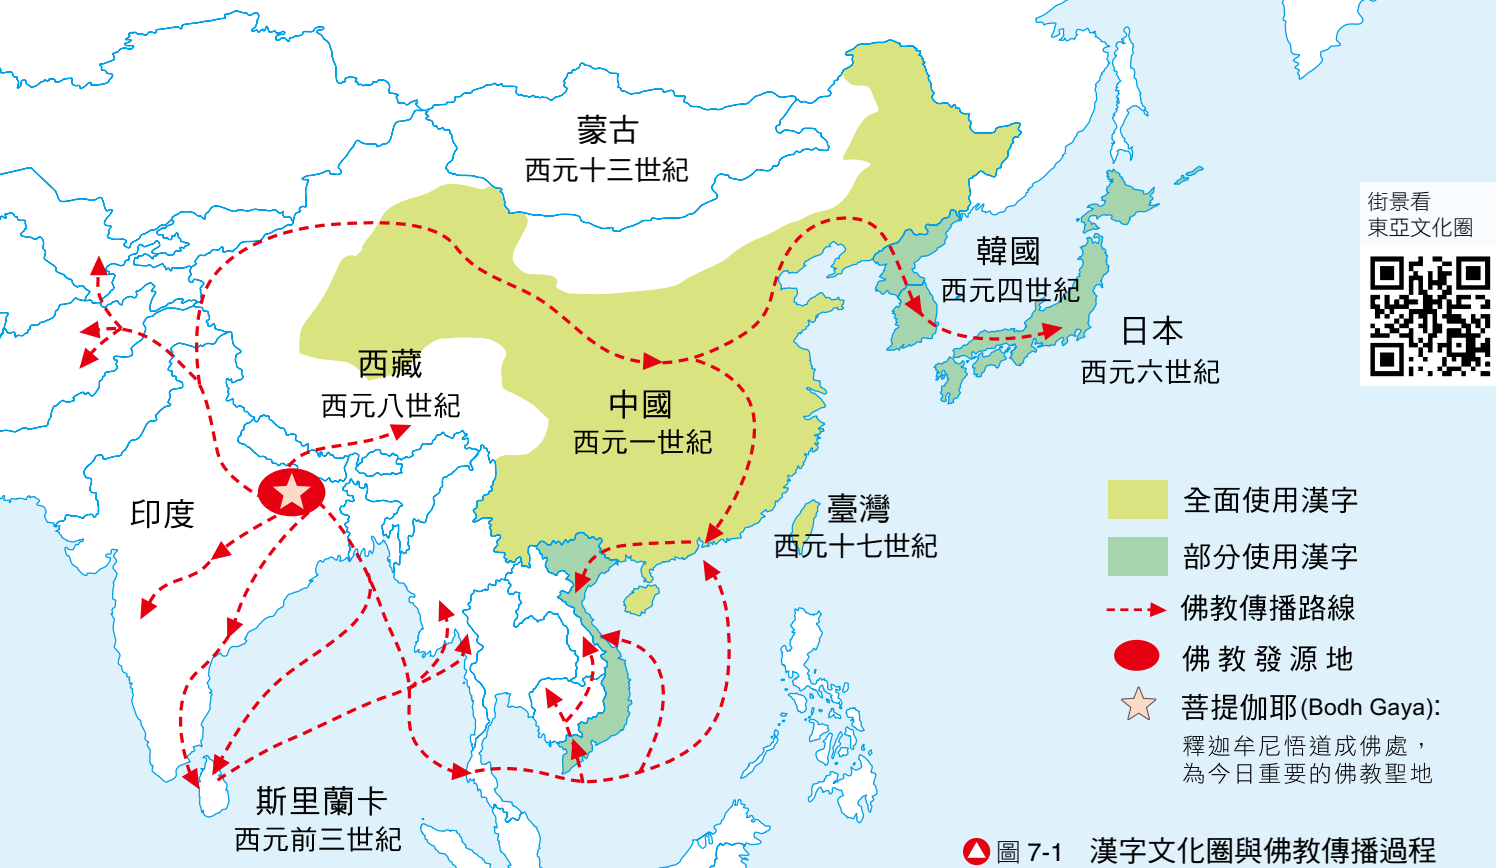 蒙古
西元十三世紀
街景看
東亞文化圈
韓國
西元四世紀
日本
西元六世紀
西藏
西元八世紀
中國
西元一世紀
印度
臺灣
西元十七世紀
全面使用漢字
部分使用漢字
佛教傳播路線
佛教發源地
菩提伽耶(Bodh Gaya):
釋迦牟尼悟道成佛處，
為今日重要的佛教聖地
斯里蘭卡
西元前三世紀
圖 7-1 漢字文化圈與佛教傳播過程